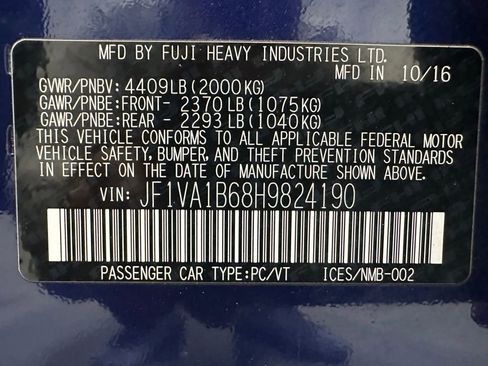 MFD BY FUJI HEAVY INDUSTRIES LTD.
MFD IN 10/16
GVWR/PNBV: 4409LB(2000KG)
GAWR/PNBE:FRONT- 2370 LB(1075KG)
GAWR/PNBE:REAR - 2293 LB(1040KG)
THIS VEHICLE CONFORMS TO ALL APPLICABLE FEDERAL MOTOR
VEHICLE SAFETY, BUMPER, AND THEFT PREVENTION STANDARDS
IN EFFECT ON THE DATE OF MANUFACTURE SHOWN ABOVE.
VIN: JF1VA1B68H9824190
PASSENGER CAR TYPE:PC/VT ICES/NMB-002